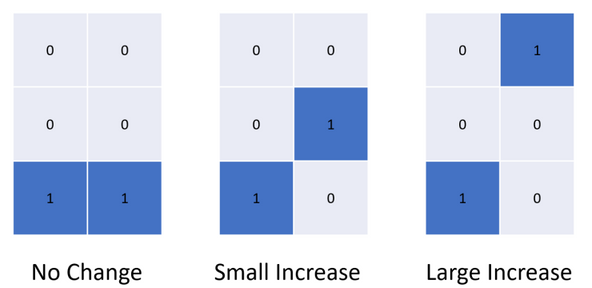 0 0 0 0 0 1
0 0 0 1 0 0
1 1 1 0 1 0
No Change Small Increase Large Increase